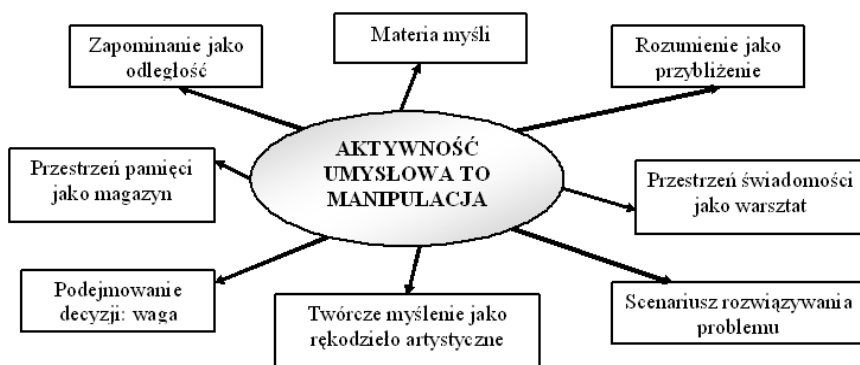 Zapominanie jako
odległość
Materia myśli
Rozumienie jako
przybliżenie
AKTYWNOŚĆ
UMYSŁOWA TO
MANIPULACJA
Przestrzeń pamięci
jako magazyn
Przestrzeń świadomości
jako warsztat
Podejmowanie
decyzji: waga
Twórcze myślenie jako
rękodzieło artystyczne
Scenariusz rozwiązywania
problemu